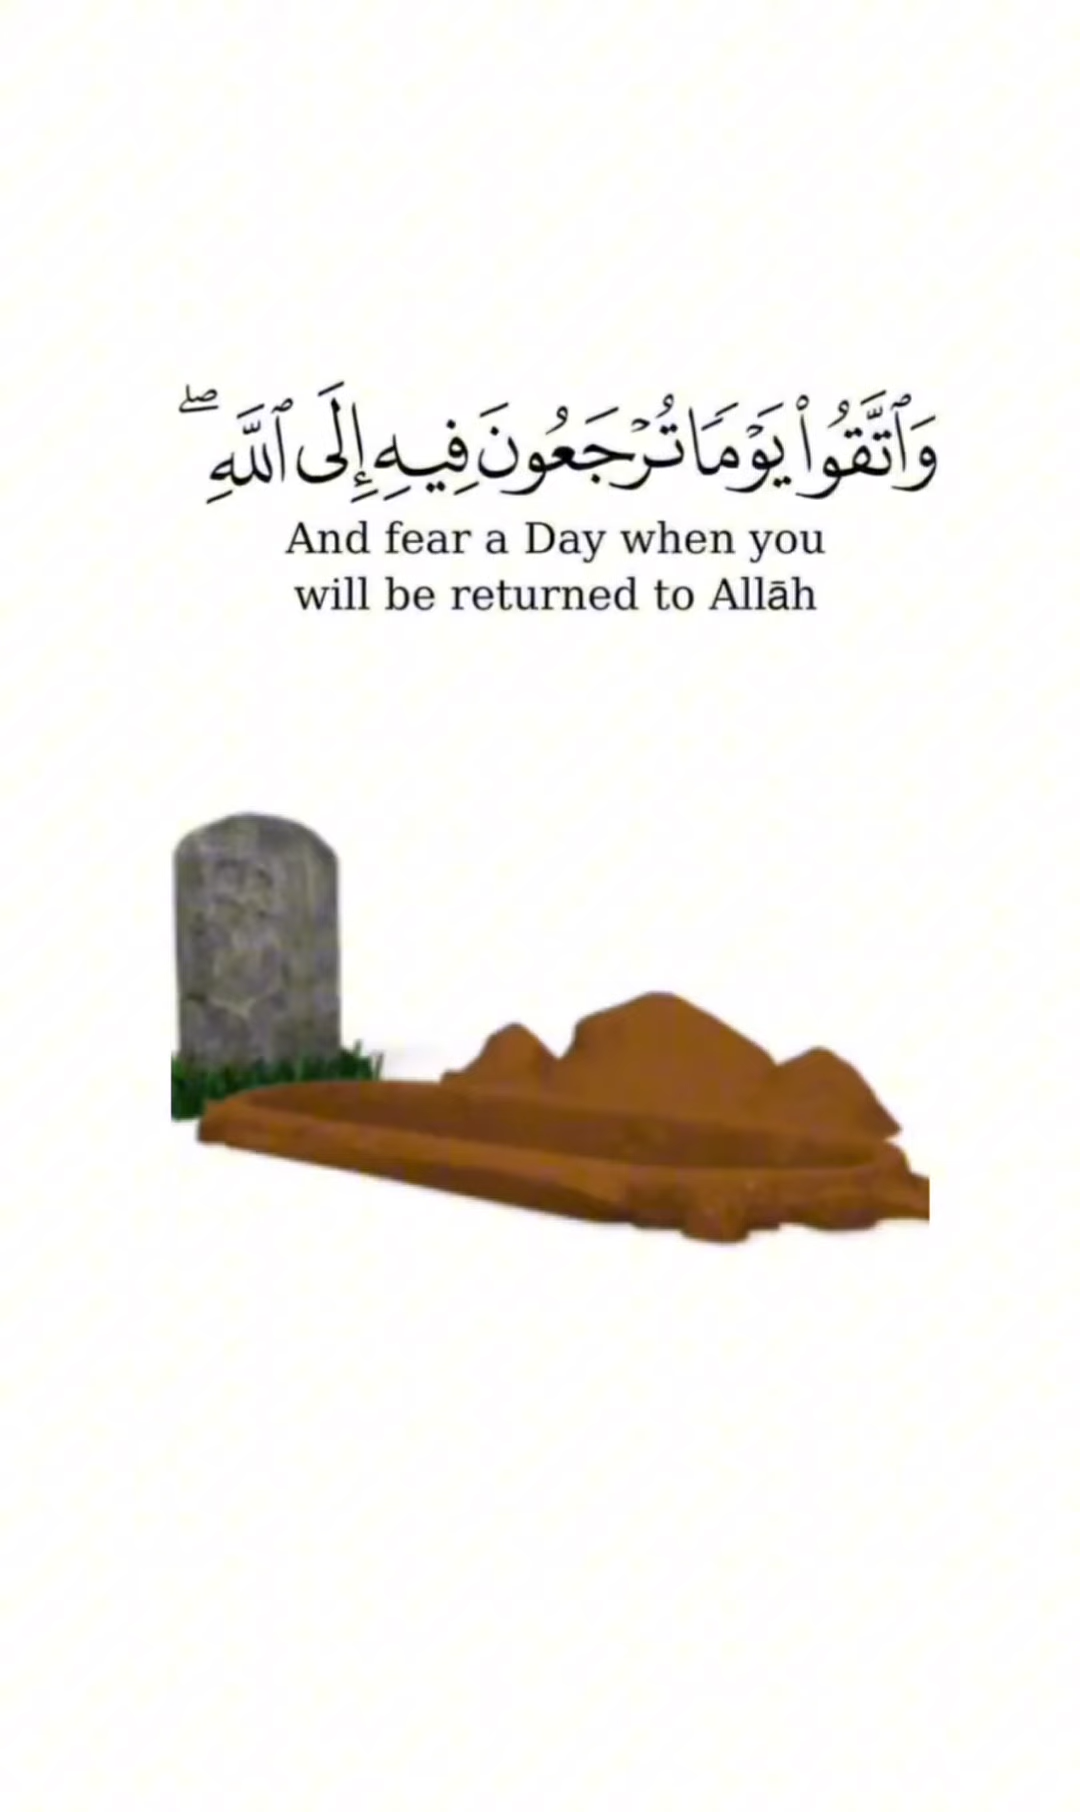 وَٱتَّقُوا۟ يَوْمًا تُرْجَعُونَ فِيهِ إِلَى ٱللَّهِ ۖ
And fear a Day when you
will be returned to Allāh